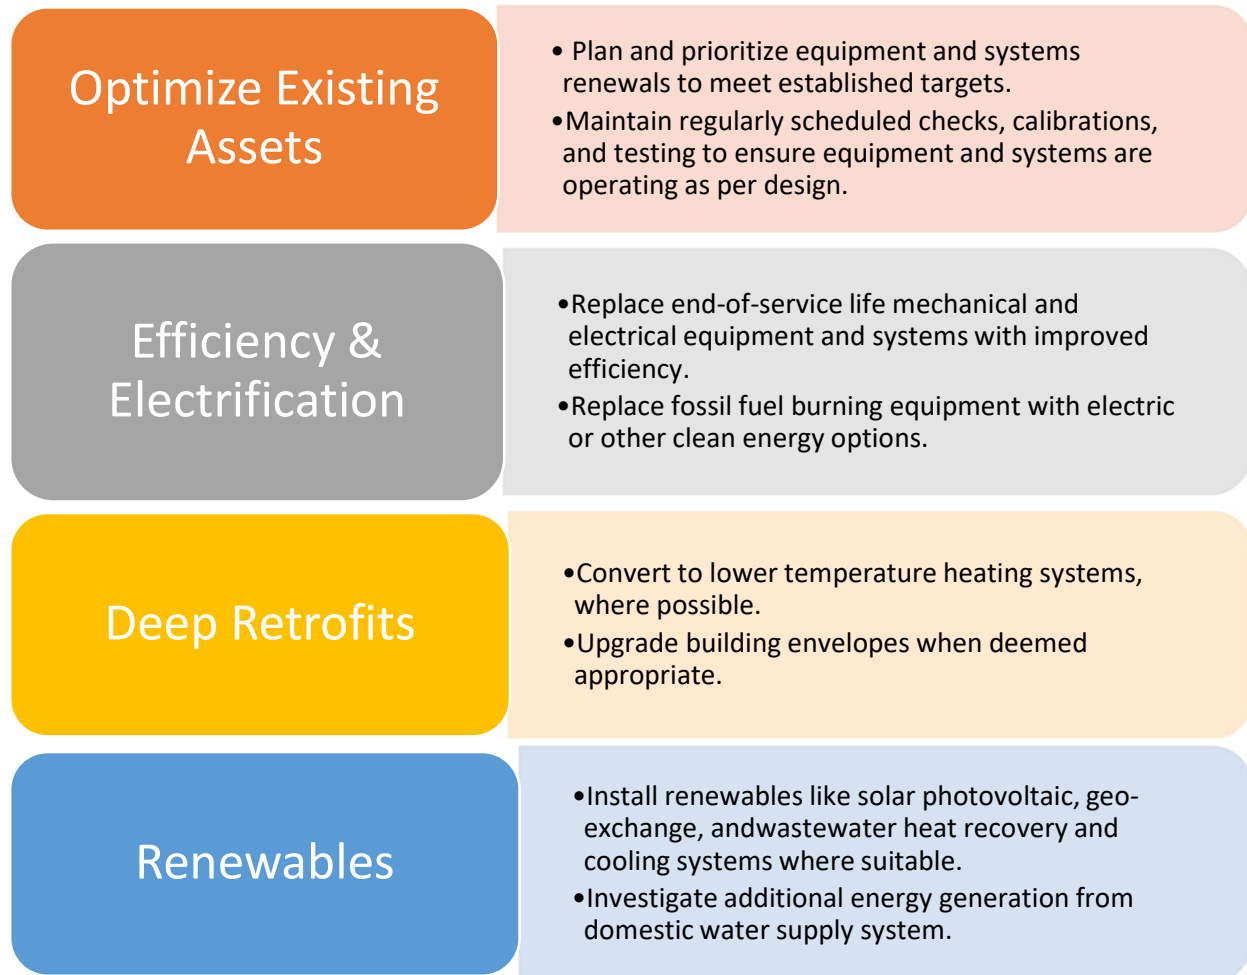 Optimize Existing
Assets
• Plan and prioritize equipment and systems
renewals to meet established targets.
•Maintain regularly scheduled checks, calibrations,
and testing to ensure equipment and systems are
operating as per design.
Efficiency &
Electrification
•Replace end-of-service life mechanical and
electrical equipment and systems with improved
efficiency.
•Replace fossil fuel burning equipment with electric
or other clean energy options.
Deep Retrofits
•Convert to lower temperature heating systems,
where possible.
•Upgrade building envelopes when deemed
appropriate.
Renewables
•Install renewables like solar photovoltaic, geo-
exchange, andwastewater heat recovery and
cooling systems where suitable.
•Investigate additional energy generation from
domestic water supply system.